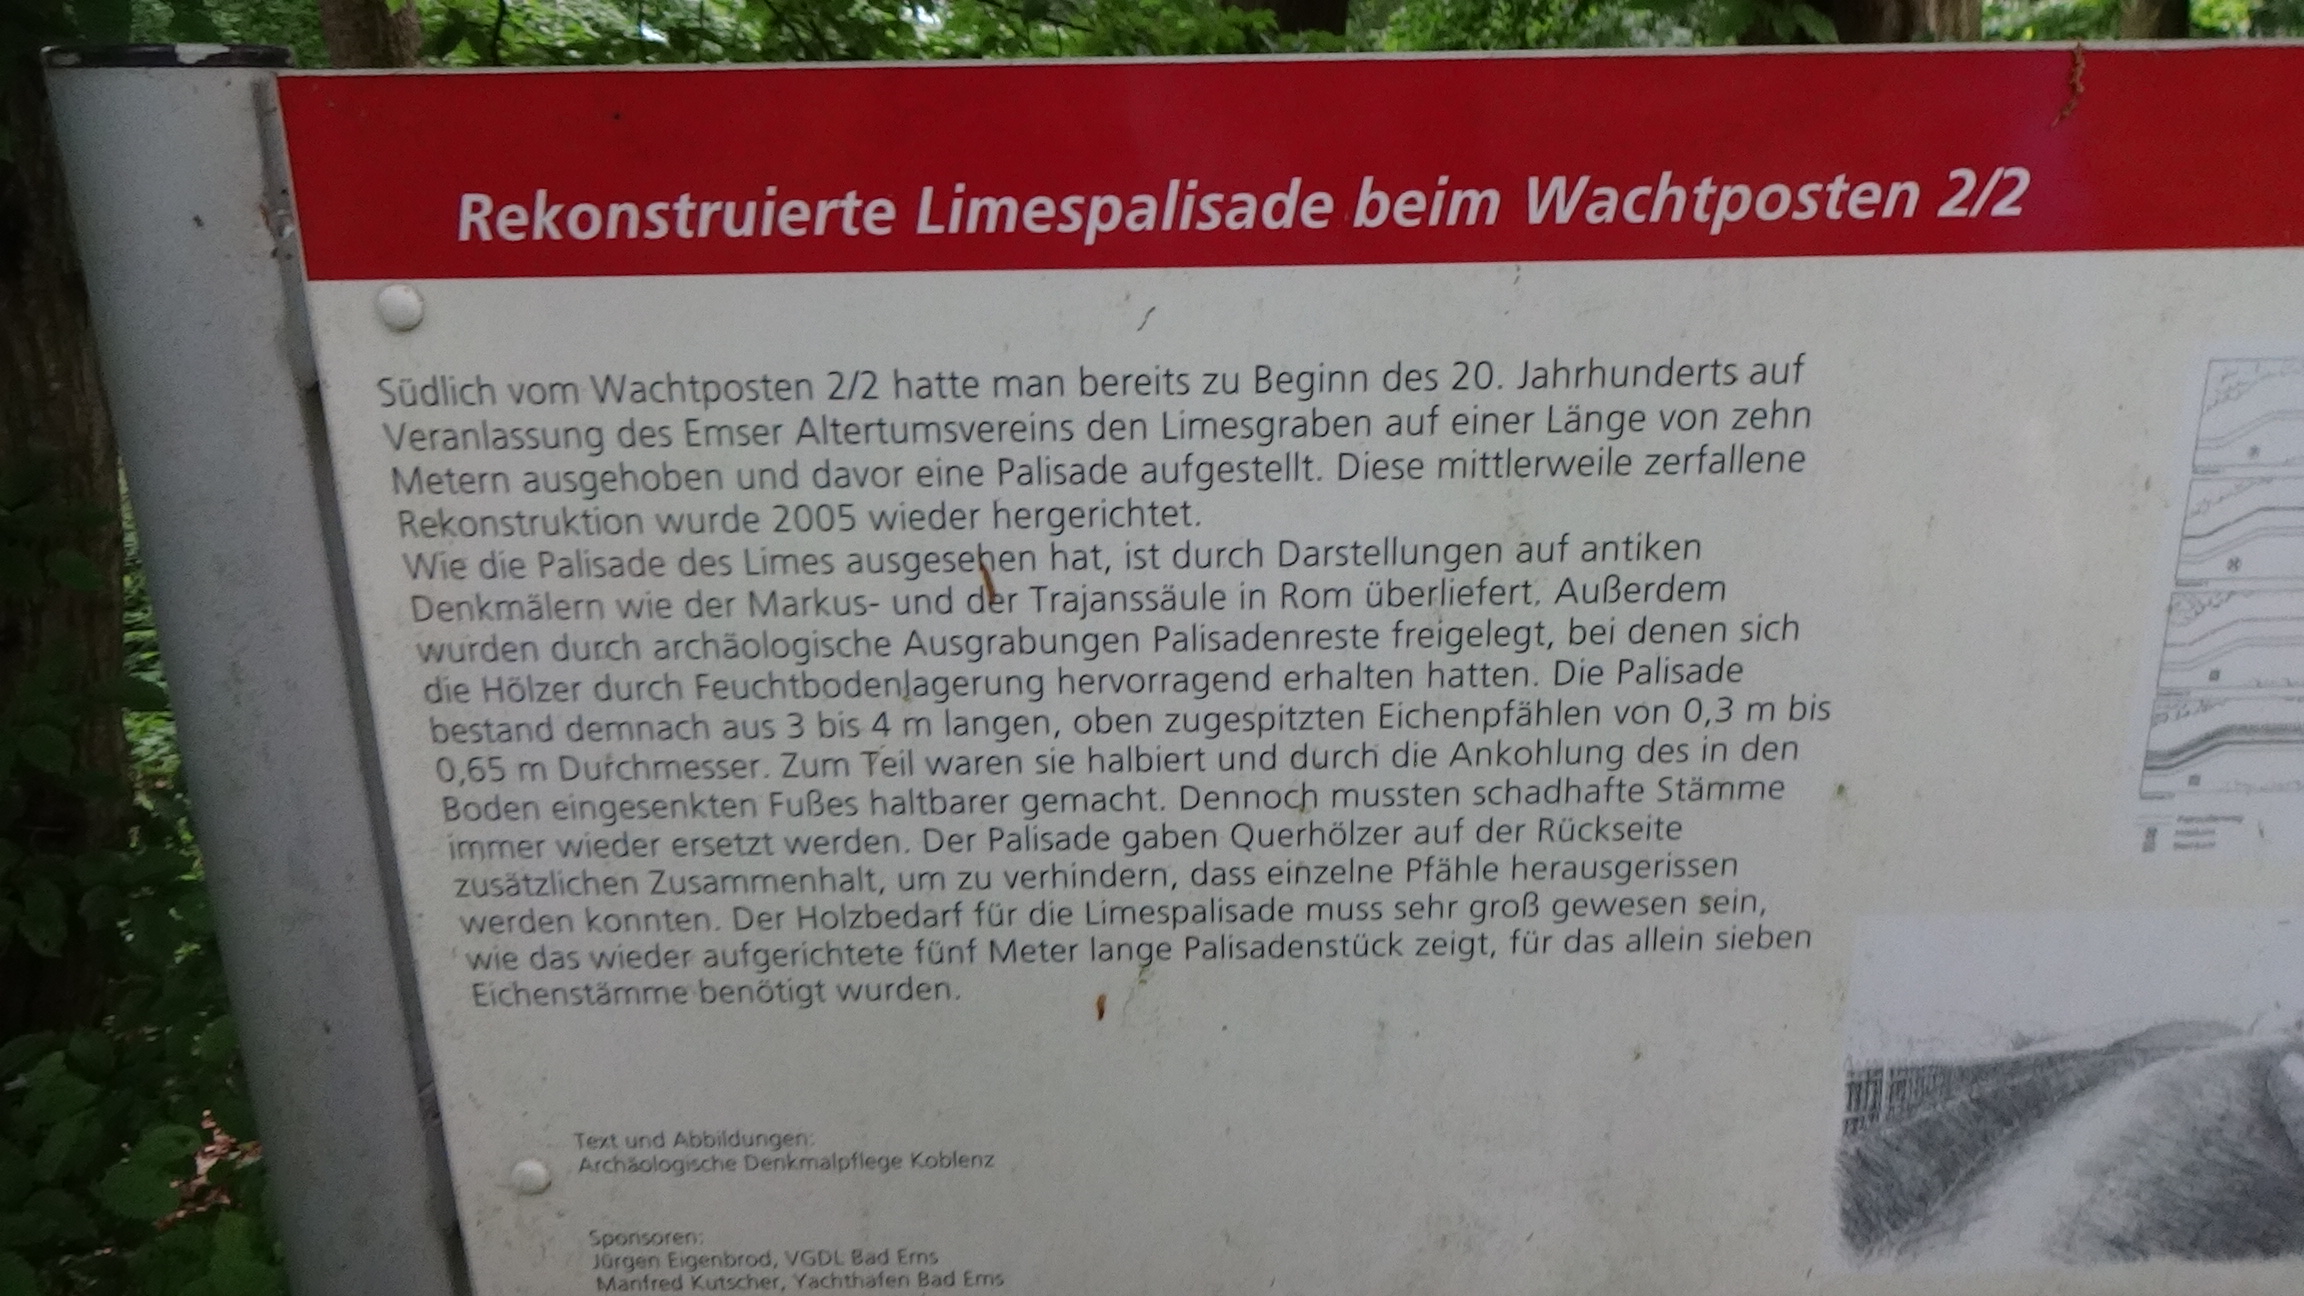 Rekonstruierte Limespalisade beim Wachtposten 2/2
Südlich vom Wachtposten 2/2 hatte man bereits zu Beginn des 20. Jahrhunderts auf
Veranlassung des Emser Altertumsvereins den Limesgraben auf einer Länge von zehn
Metern ausgehoben und davor eine Palisade aufgestellt. Diese mittlerweile zerfallene
Rekonstruktion wurde 2005 wieder hergerichtet.
Wie die Palisade des Limes ausgesehen hat, ist durch Darstellungen auf antiken
Denkmälern wie der Markus- und der Trajanssäule in Rom überliefert. Außerdem
wurden durch archäologische Ausgrabungen Palisadenreste freigelegt, bei denen sich
die Hölzer durch Feuchtbodenlagerung hervorragend erhalten hatten. Die Palisade
bestand demnach aus 3 bis 4 m langen, oben zugespitzten Eichenpfählen von 0,3 m bis
0,65 m Durchmesser. Zum Teil waren sie halbiert und durch die Ankohlung des in den
Boden eingesenkten Fußes haltbarer gemacht. Dennoch mussten schadhafte Stämme
immer wieder ersetzt werden. Der Palisade gaben Querhölzer auf der Rückseite
zusätzlichen Zusammenhalt, um zu verhindern, dass einzelne Pfähle herausgerissen
werden konnten. Der Holzbedarf für die Limespalisade muss sehr groß gewesen sein,
wie das wieder aufgerichtete fünf Meter lange Palisadenstück zeigt, für das allein sieben
Eichenstämme benötigt wurden.
Text und Abbildungen:
Archäologische Denkmalpflege Koblenz
Sponsoren:
Jürgen Eigenbrod, VGDL Bad Ems
Manfred Kutscher, Yachthafen Bad Ems